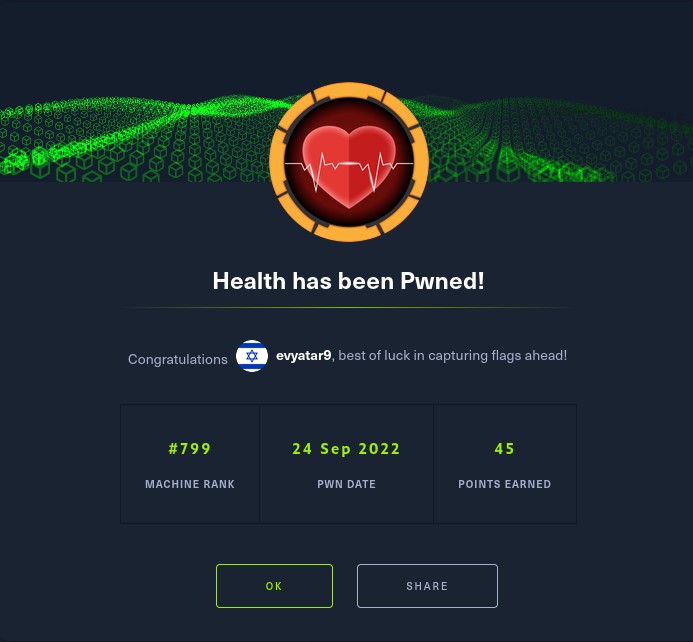 Health has been Pwned!
Congratulations evyatar9, best of luck in capturing flags ahead!
#799 24 Sep 2022 45
MACHINE RANK PWN DATE POINTS EARNED
OK SHARE